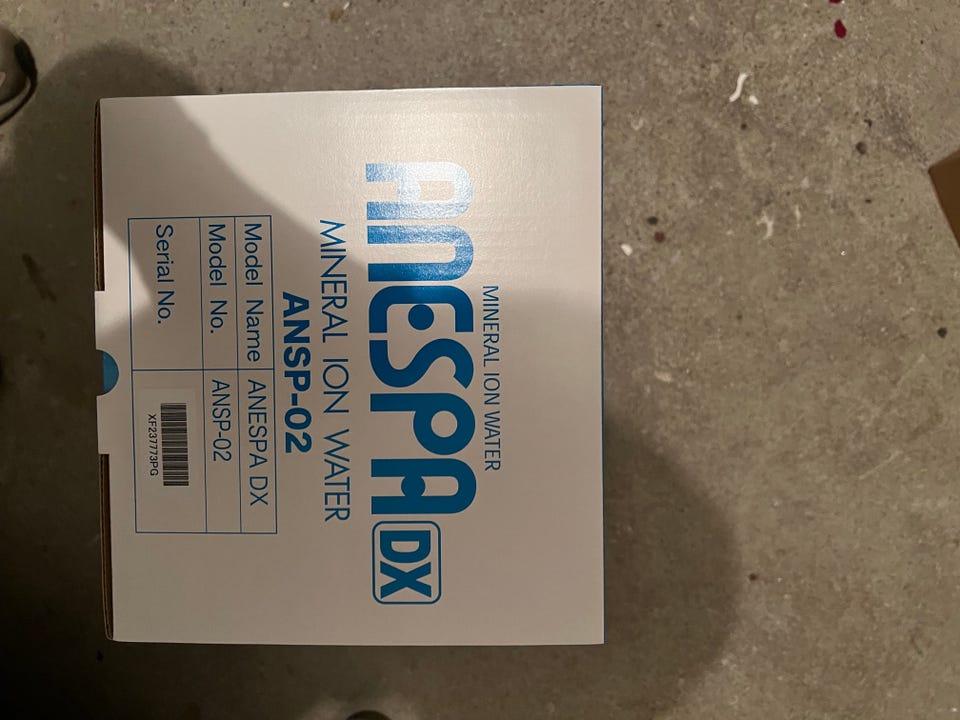 MINERAL ION WATER
ANESPA DX
MINERAL ION WATER
ANSP-02
Model Name ANESPA DX
Model No. ANSP-02
Serial No. XF237773PG